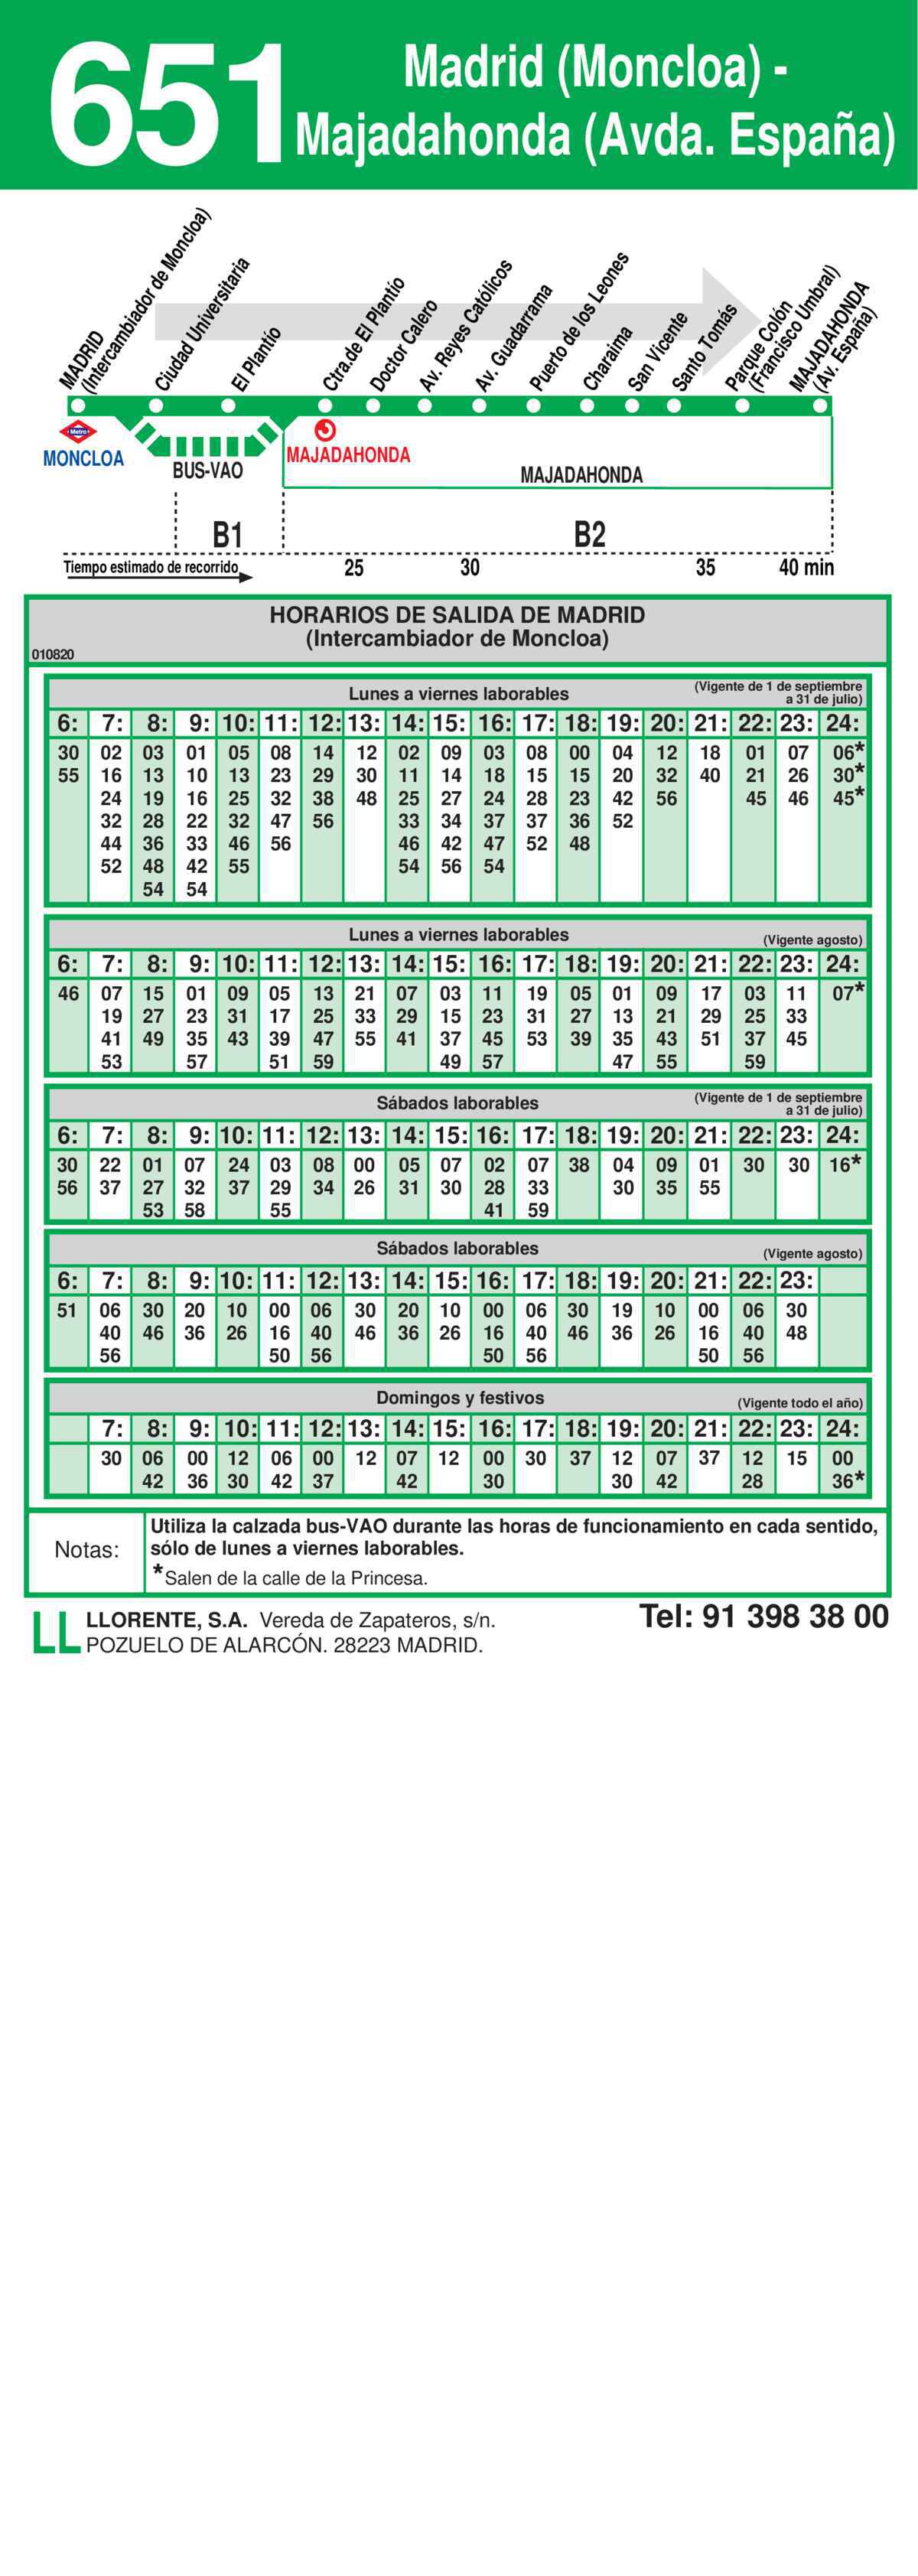 651
Madrid (Moncloa) -
Majadahonda (Avda. España)
MADRID
(Intercambiador de Moncloa)
Ciudad Universitaria
El Plantío
Ctra.de El Plantío
Doctor Calero
Av. Reyes Católicos
Av. Guadarrama
Puerto de los Leones
Charaima
San Vicente
Santo Tomás
Parque Colón
(Francisco Umbral)
MAJADAHONDA
(Av. España)
Metro
MONCLOA
BUS-VAO
MAJADAHONDA
MAJADAHONDA
B1 B2
Tiempo estimado de recorrido 25 30 35 40 min
HORARIOS DE SALIDA DE MADRID
(Intercambiador de Moncloa)
010820
Lunes a viernes laborables (Vigente de 1 de septiembre
a 31 de julio)
6: 7: 8: 9: 10: 11: 12: 13: 14: 15: 16: 17: 18: 19: 20: 21: 22: 23: 24:
30 02 03 01 05 08 14 12 02 09 03 08 00 04 12 18 01 07 06*
55 16 13 10 13 23 29 30 11 14 18 15 15 20 32 40 21 26 30*
24 19 16 25 32 38 48 25 27 24 28 23 42 56 45 46 45*
32 28 22 32 47 56 33 34 37 37 36 52
44 36 33 46 56 46 42 47 52 48
52 48 42 55 54 56 54
54 54
Lunes a viernes laborables (Vigente agosto)
6: 7: 8: 9: 10: 11: 12: 13: 14: 15: 16: 17: 18: 19: 20: 21: 22: 23: 24:
46 07 15 01 09 05 13 21 07 03 11 19 05 01 09 17 03 11 07*
19 27 23 31 17 25 33 29 15 23 31 27 13 21 29 25 33
41 49 35 43 39 47 55 41 37 45 53 39 35 43 51 37 45
53 57 51 59 49 57 47 55 59
Sábados laborables (Vigente de 1 de septiembre
a 31 de julio)
6: 7: 8: 9: 10: 11: 12: 13: 14: 15: 16: 17: 18: 19: 20: 21: 22: 23: 24:
30 22 01 07 24 03 08 00 05 07 02 07 38 04 09 01 30 30 16*
56 37 27 32 37 29 34 26 31 30 28 33 30 35 55
53 58 55 41 59
Sábados laborables (Vigente agosto)
6: 7: 8: 9: 10: 11: 12: 13: 14: 15: 16: 17: 18: 19: 20: 21: 22: 23:
51 06 30 20 10 00 06 30 20 10 00 06 30 19 10 00 06 30
40 46 36 26 16 40 46 36 26 16 40 46 36 26 16 40 48
56 50 56 50 56 50 56
Domingos y festivos (Vigente todo el año)
7: 8: 9: 10: 11: 12: 13: 14: 15: 16: 17: 18: 19: 20: 21: 22: 23: 24:
30 06 00 12 06 00 12 07 12 00 30 37 12 07 37 12 15 00
42 36 30 42 37 42 30 30 42 28 36*
Notas:
Utiliza la calzada bus-VAO durante las horas de funcionamiento en cada sentido,
sólo de lunes a viernes laborables.
*Salen de la calle de la Princesa.
LL
LLORENTE, S.A. Vereda de Zapateros, s/n.
POZUELO DE ALARCÓN. 28223 MADRID.
Tel: 91 398 38 00